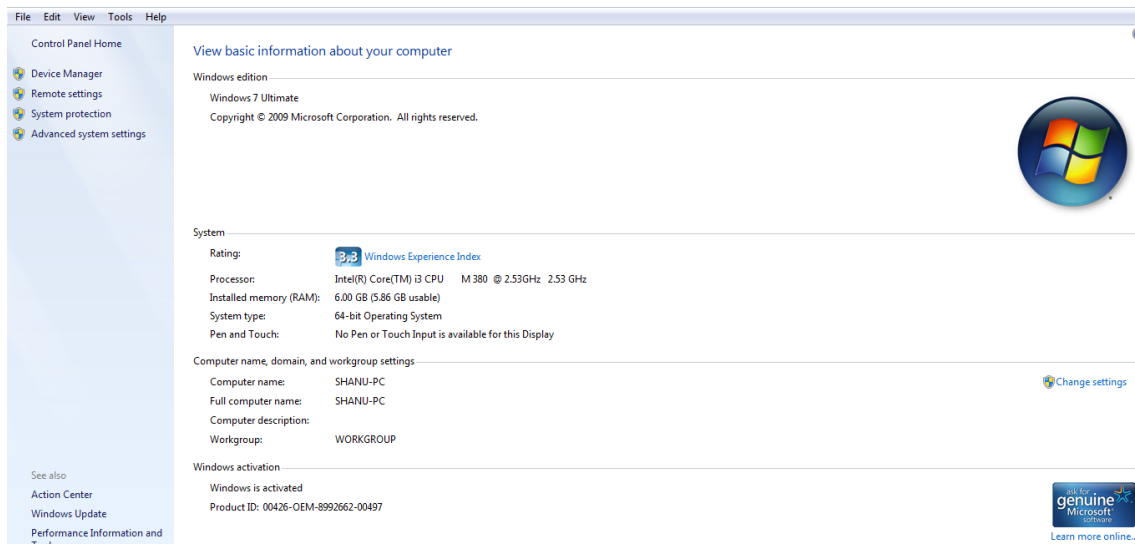 File Edit View Tools Help
Control Panel Home
Device Manager
Remote settings
System protection
Advanced system settings
View basic information about your computer
Windows edition
Windows 7 Ultimate
Copyright © 2009 Microsoft Corporation. All rights reserved.
System
Rating: 3.3 Windows Experience Index
Processor: Intel(R) Core(TM) i3 CPU M 380 @ 2.53GHz 2.53 GHz
Installed memory (RAM): 6.00 GB (5.86 GB usable)
System type: 64-bit Operating System
Pen and Touch: No Pen or Touch Input is available for this Display
Computer name, domain, and workgroup settings
Computer name: SHANU-PC
Change settings
Full computer name: SHANU-PC
Computer description:
Workgroup: WORKGROUP
Windows activation
Windows is activated
Product ID: 00426-OEM-8992662-00497
ask for
genuine
Microsoft
software
Learn more online...
See also
Action Center
Windows Update
Performance Information and